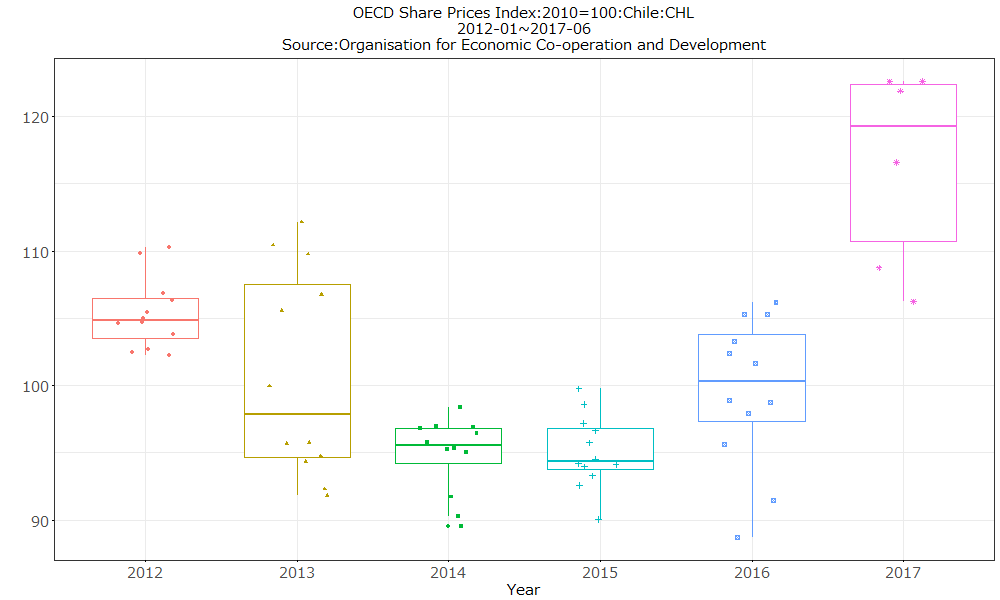 OECD Share Prices Index:2010=100:Chile:CHL
2012-01~2017-06
Source:Organisation for Economic Co-operation and Development
120
110
100
90
2012 2013 2014 2015 2016 2017
Year